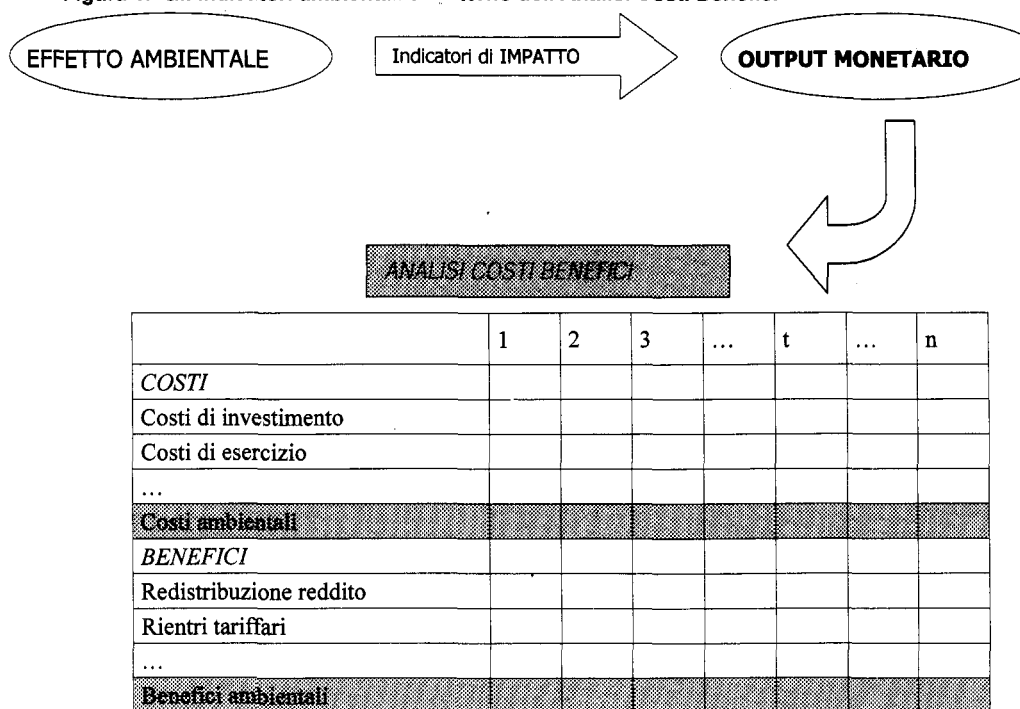 EFFETTO AMBIENTALE
Indicatori di IMPATTO
OUTPUT MONETARIO
ANALISI COSTI BENEFICI
1 2 3 ... t ... n
COSTI
Costi di investimento
Costi di esercizio
...
Costi ambientali
BENEFICI
Redistribuzione reddito
Rientri tariffari
...
Benefici ambientali